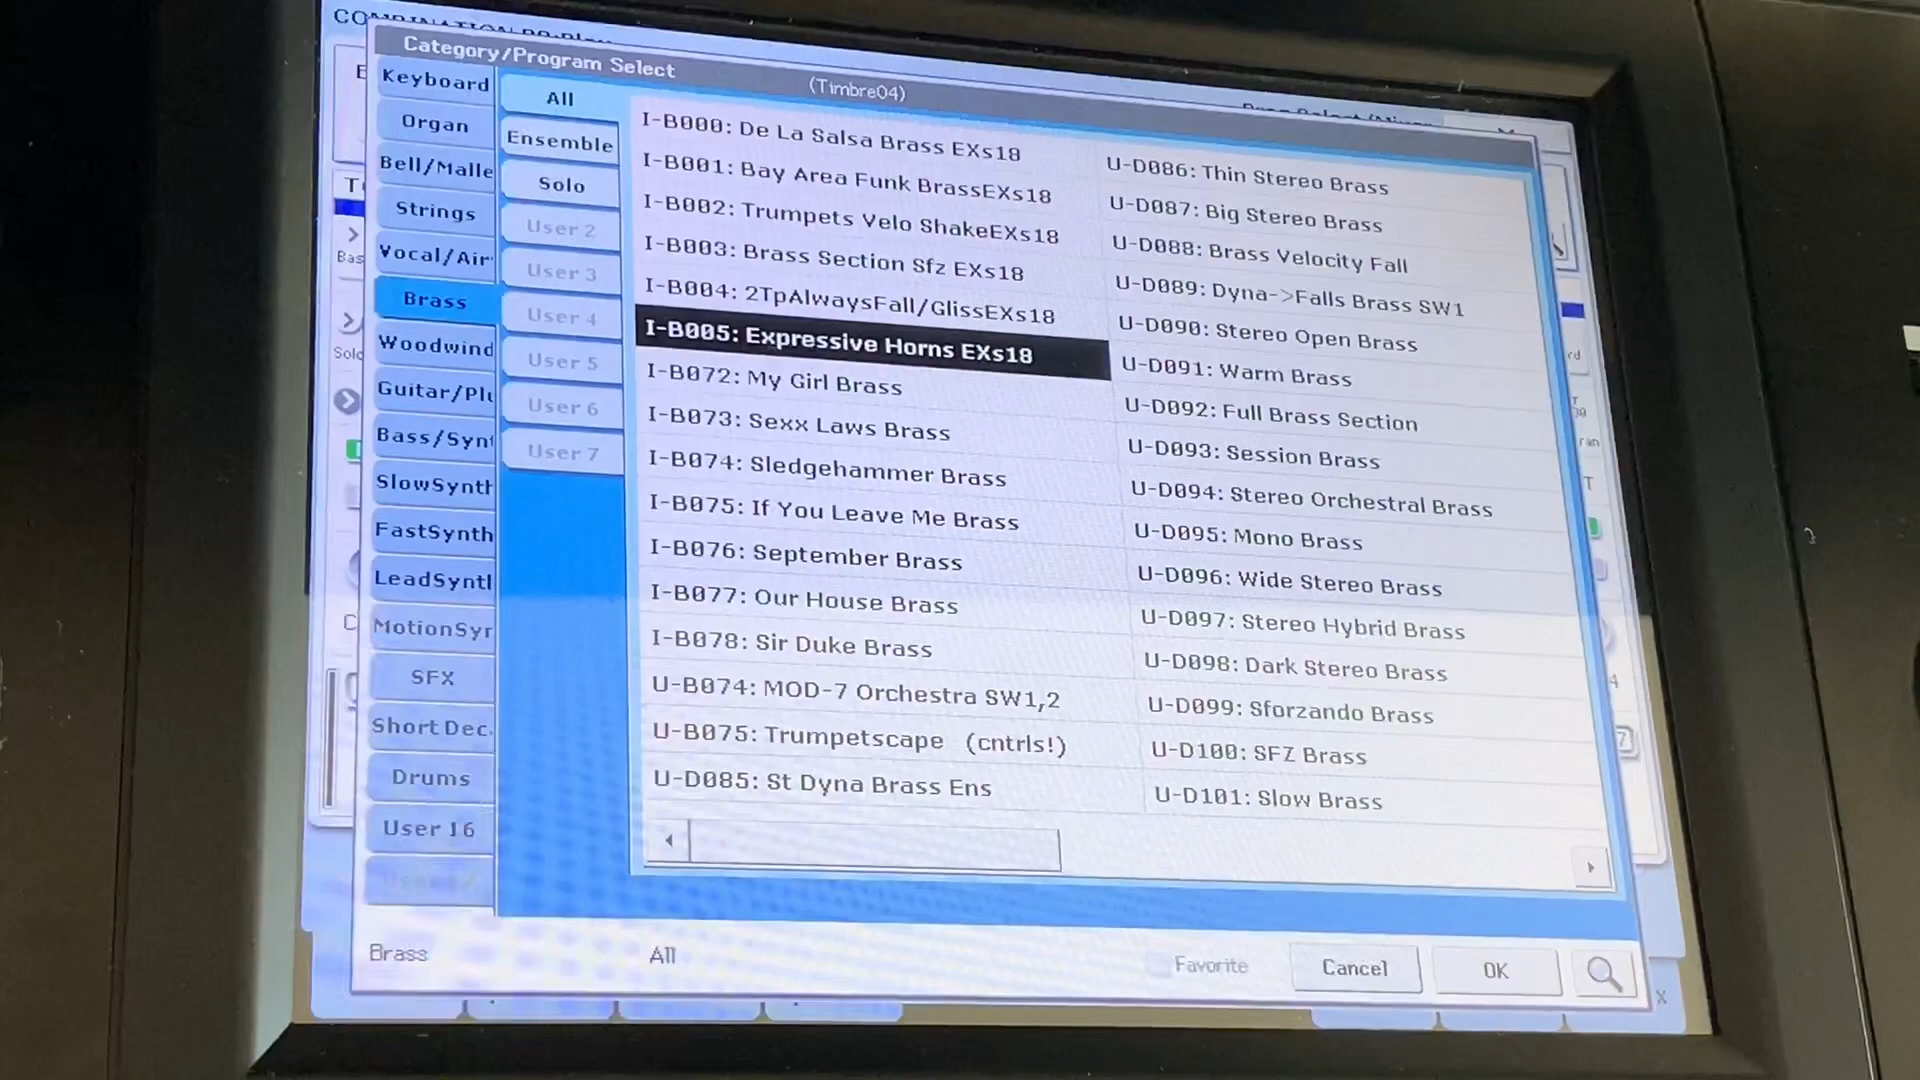 Category/Program Select
(Timbre04)
Keyboard
Organ
Bell/Malle
Strings
Vocal/Air
Brass
Woodwind
Guitar/Plu
Bass/Synt
SlowSynth
FastSynth
LeadSyntl
MotionSyr
SFX
Short Dec.
Drums
User 16
All
Ensemble
Solo
User 2
User 3
User 4
User 5
User 6
User 7
I-B000: De La Salsa Brass EXs18
I-B001: Bay Area Funk BrassEXs18
I-B002: Trumpets Velo ShakeEXs18
I-B003: Brass Section Sfz EXs18
I-B004: 2TpAlwaysFall/GlissEXs18
I-B005: Expressive Horns EXs18
I-B072: My Girl Brass
I-B073: Sexx Laws Brass
I-B074: Sledgehammer Brass
I-B075: If You Leave Me Brass
I-B076: September Brass
I-B077: Our House Brass
I-B078: Sir Duke Brass
U-B074: MOD-7 Orchestra SW1,2
U-B075: Trumpetscape (cntrls!)
U-D085: St Dyna Brass Ens
U-D086: Thin Stereo Brass
U-D087: Big Stereo Brass
U-D088: Brass Velocity Fall
U-D089: Dyna->Falls Brass SW1
U-D090: Stereo Open Brass
U-D091: Warm Brass
U-D092: Full Brass Section
U-D093: Session Brass
U-D094: Stereo Orchestral Brass
U-D095: Mono Brass
U-D096: Wide Stereo Brass
U-D097: Stereo Hybrid Brass
U-D098: Dark Stereo Brass
U-D099: Sforzando Brass
U-D100: SFZ Brass
U-D101: Slow Brass
Brass
All
Favorite
Cancel
OK